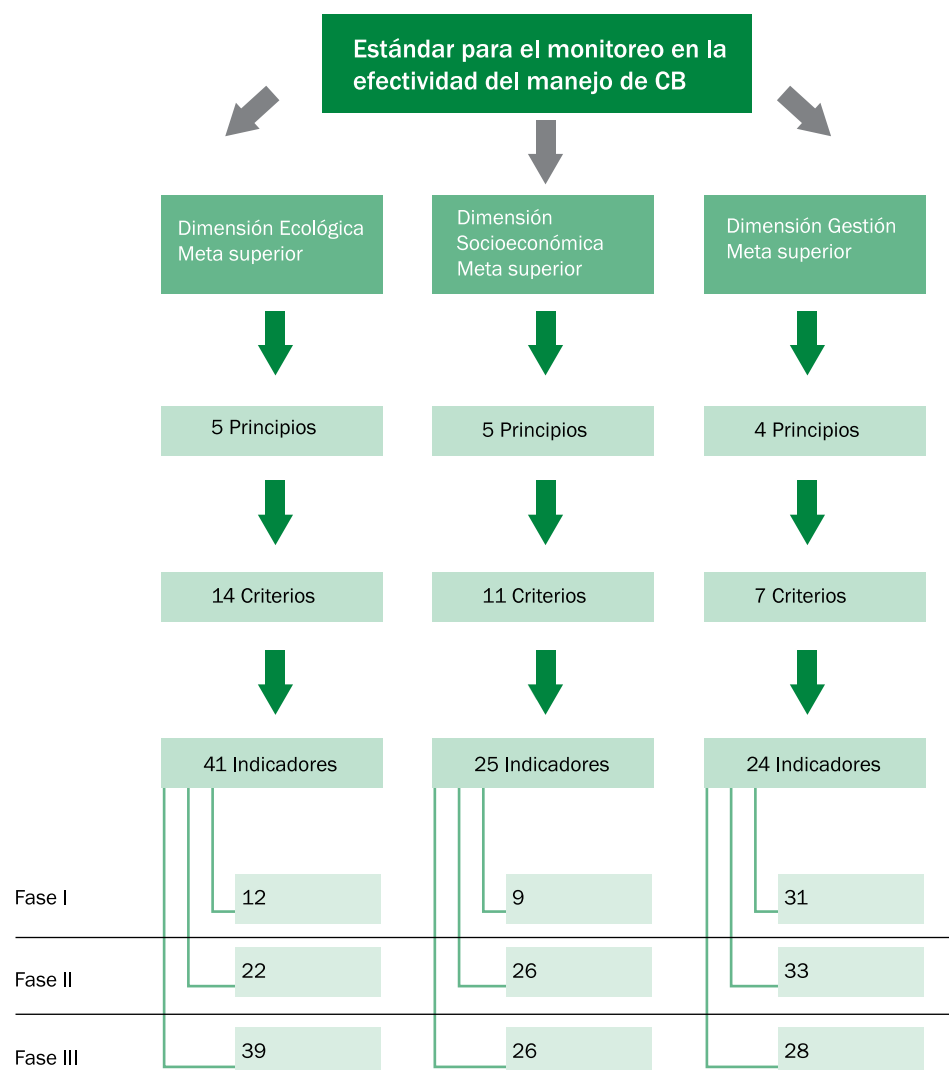 Estándar para el monitoreo en la
efectividad del manejo de CB
Dimensión Ecológica
Meta superior
Dimensión
Socioeconómica
Meta superior
Dimensión Gestión
Meta superior
5 Principios
5 Principios
4 Principios
14 Criterios
11 Criterios
7 Criterios
41 Indicadores
25 Indicadores
24 Indicadores
Fase I
12
9
31
Fase II
22
26
33
Fase III
39
26
28